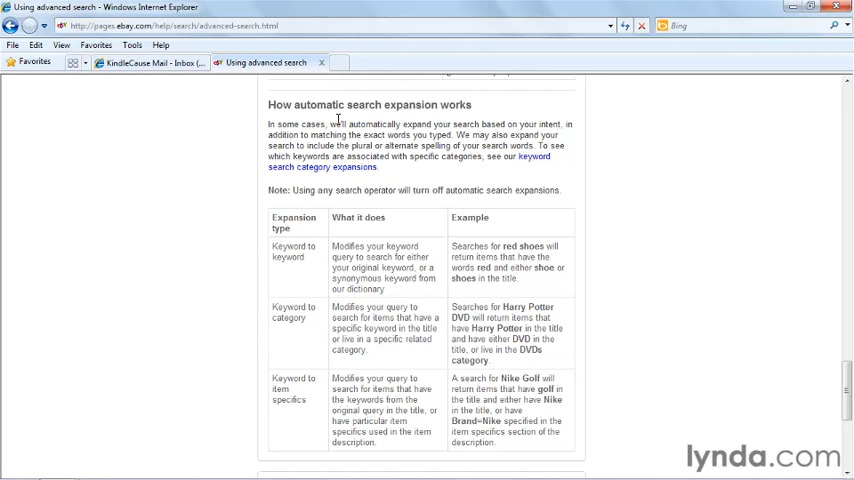 Using advanced search - Windows Internet Explorer
http://pages.ebay.com/help/search/advanced-search.html
Bing
File Edit View Favorites Tools Help
Favorites
KindleCause Mail - Inbox (...
Using advanced search
X
How automatic search expansion works
In some cases, we'll automatically expand your search based on your intent, in
addition to matching the exact words you typed. We may also expand your
search to include the plural or alternate spelling of your search words. To see
which keywords are associated with specific categories, see our keyword
search category expansions.
Note: Using any search operator will turn off automatic search expansions.
Expansion
type
What it does
Example
Keyword to
keyword
Modifies your keyword
query to search for either
your original keyword, or a
synonymous keyword from
our dictionary
Searches for red shoes will
return items that have the
words red and either shoe or
shoes in the title.
Keyword to
category
Modifies your query to
search for items that have a
specific keyword in the title
or live in a specific related
category.
Searches for Harry Potter
DVD will return items that
have Harry Potter in the title
and have either DVD in the
title, or live in the DVDs
category.
Keyword to
item
specifics
Modifies your query to
search for items that have
the keywords from the
original query in the title, or
have particular item
specifics used in the item
description.
A search for Nike Golf will
return items that have golf in
the title and either have Nike
in the title, or have
Brand=Nike specified in the
item specifics section of the
description.
lynda.com